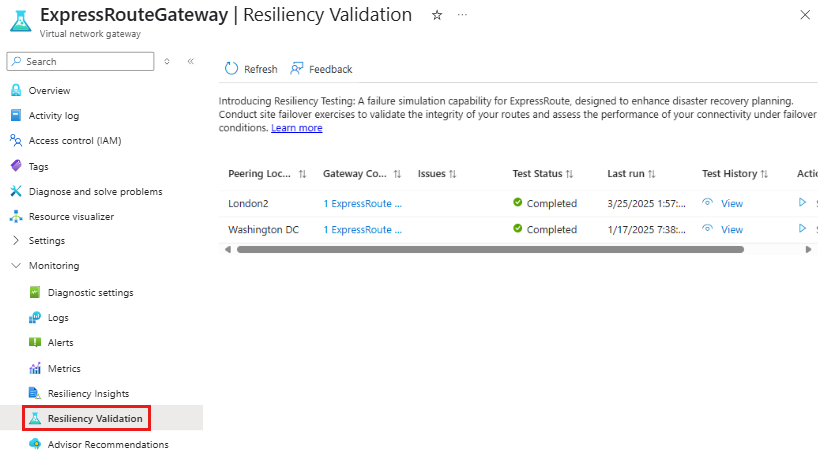 ExpressRouteGateway | Resiliency Validation
Virtual network gateway
Search
Overview
Activity log
Access control (IAM)
Tags
Diagnose and solve problems
Resource visualizer
Settings
Monitoring
Diagnostic settings
Logs
Alerts
Metrics
Resiliency Insights
Resiliency Validation
Advisor Recommendations
Refresh Feedback
Introducing Resiliency Testing: A failure simulation capability for ExpressRoute, designed to enhance disaster recovery planning.
Conduct site failover exercises to validate the integrity of your routes and assess the performance of your connectivity under failover
conditions. Learn more
Peering Loc... Gateway Co... Issues Test Status Last run Test History Actio
London2 1 ExpressRoute ... Completed 3/25/2025 1:57:... View S
Washington DC 1 ExpressRoute ... Completed 1/17/2025 7:38:... View S